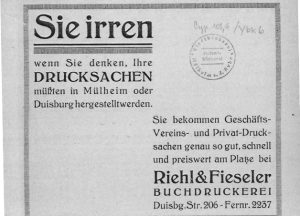 Sie irren
wenn Sie denken, Ihre
DRUCKSACHEN
müßten in Mülheim oder
Duisburg hergestellt werden.
Sie bekommen Geschäfts-
Vereins- und Privat-Druck-
sachen genau so gut, schnell
und preiswert am Platze bei
Riehl & Fieseler
BUCHDRUCKEREI
Duisbg. Str. 206 - Fernr. 2257